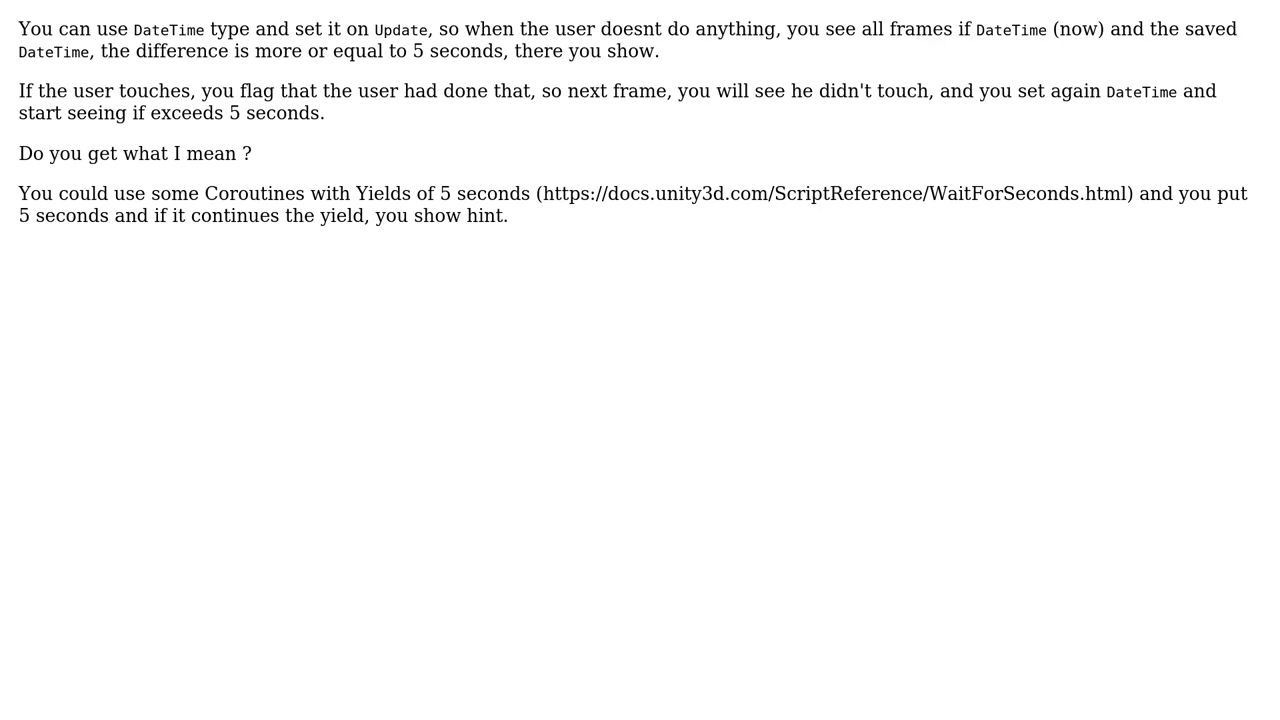 You can use DateTime type and set it on Update, so when the user doesnt do anything, you see all frames if DateTime (now) and the saved
DateTime, the difference is more or equal to 5 seconds, there you show.
If the user touches, you flag that the user had done that, so next frame, you will see he didn't touch, and you set again DateTime and
start seeing if exceeds 5 seconds.
Do you get what I mean ?
You could use some Coroutines with Yields of 5 seconds (https://docs.unity3d.com/ScriptReference/WaitForSeconds.html) and you put
5 seconds and if it continues the yield, you show hint.